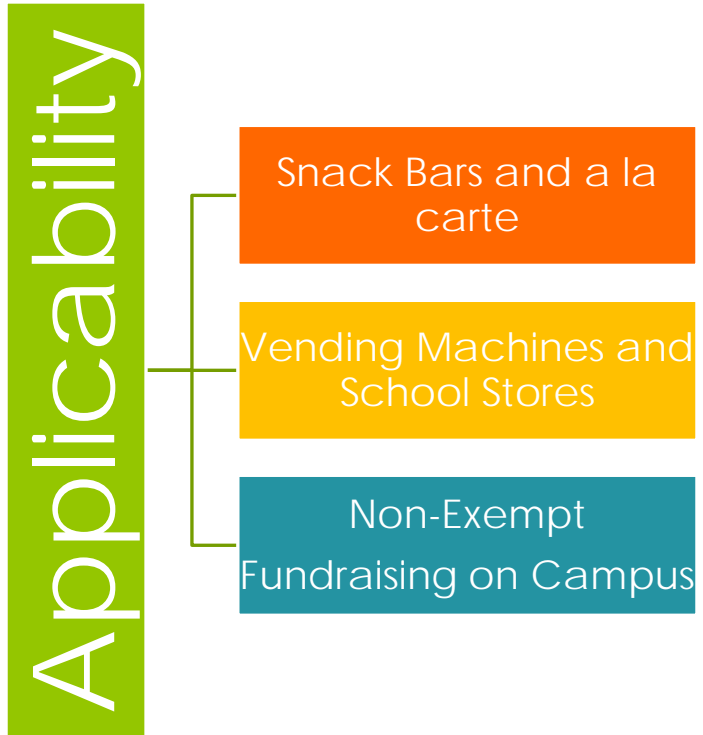 Applicability
Snack Bars and a la
carte
Vending Machines and
School Stores
Non-Exempt
Fundraising on Campus